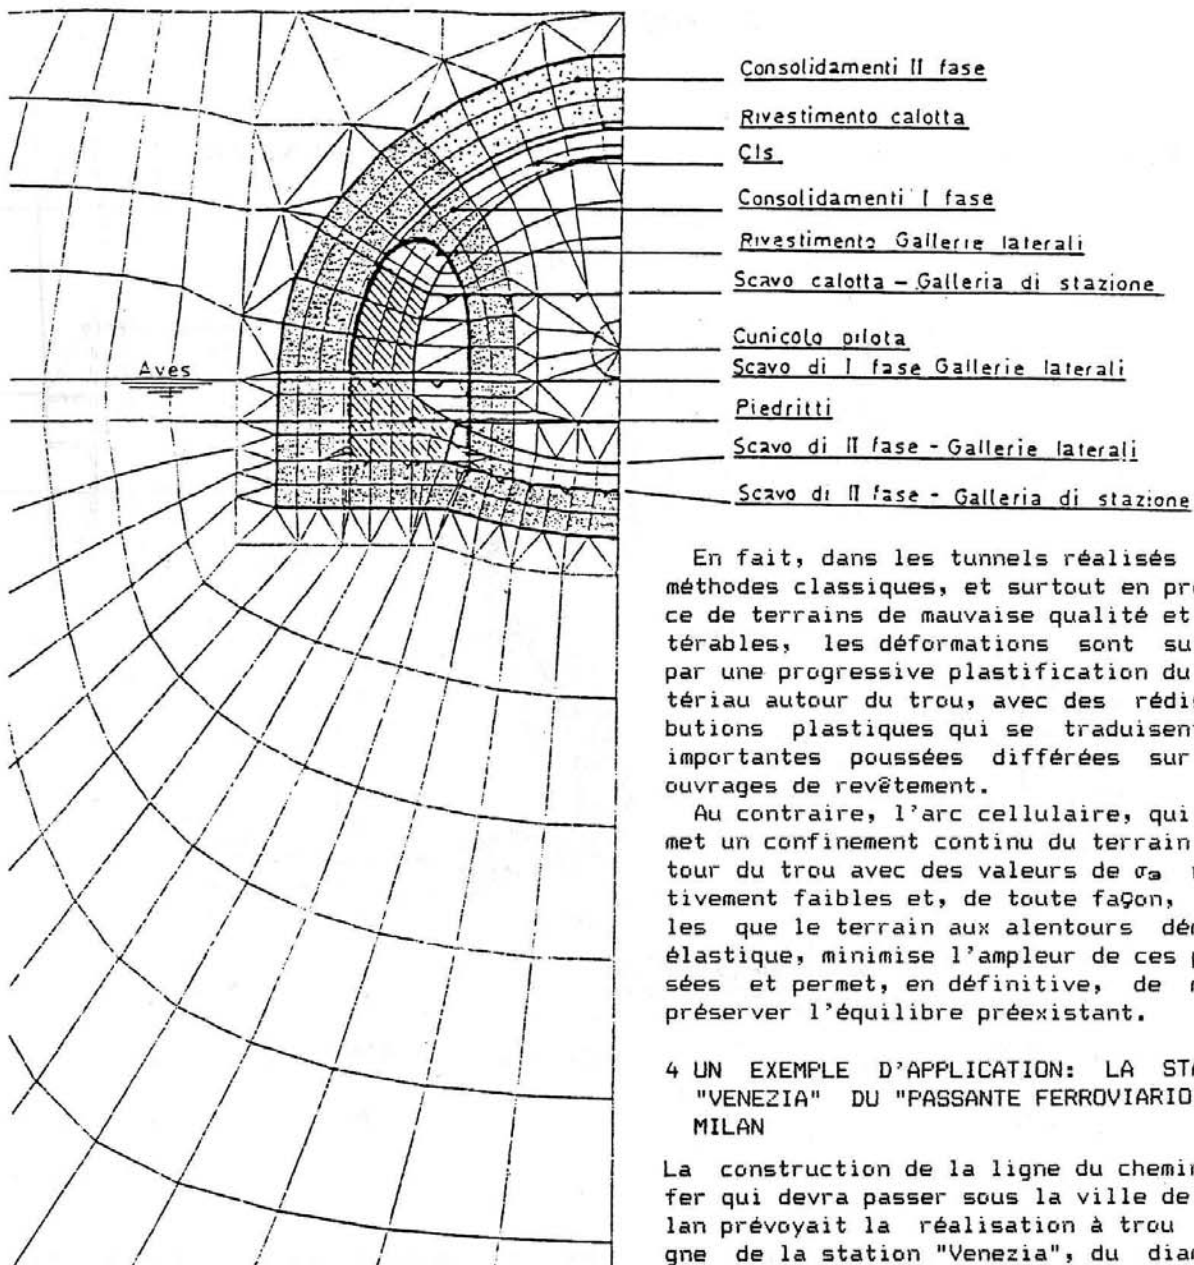 Consolidamenti II fase
Rivestimento calotta
Cls
Consolidamenti I fase
Rivestimento Gallerie laterali
Scavo calotta - Galleria di stazione
Cunicolo pilota
Aves
Scavo di I fase Gallerie laterali
Piedritti
Scavo di II fase - Gallerie laterali
Scavo di II fase - Galleria di stazione
En fait, dans les tunnels réalisés
méthodes classiques, et surtout en pr
ce de terrains de mauvaise qualité et
térables, les déformations sont su
par une progressive plastification du
tériau autour du trou, avec des rédi
butions plastiques qui se traduisent
importantes poussées différées sur
ouvrages de revêtement.
Au contraire, l'arc cellulaire, qui
met un confinement continu du terrain
tour du trou avec des valeurs de σ₃
tivement faibles et, de toute façon,
les que le terrain aux alentours dé
élastique, minimise l'ampleur de ces
sées et permet, en définitive, de
préserver l'équilibre préexistant.
4 UN EXEMPLE D'APPLICATION: LA STA
"VENEZIA" DU "PASSANTE FERROVIARIO
MILAN
La construction de la ligne du chemin
fer qui devra passer sous la ville de
lan prévoyait la réalisation à trou
gne de la station "Venezia", du dia